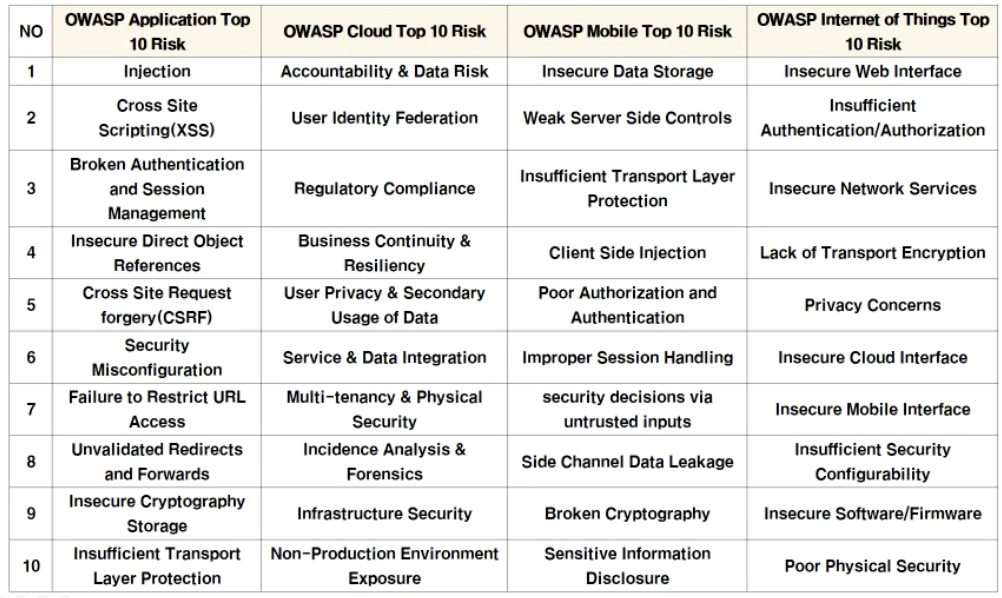 NO
OWASP Application Top
10 Risk
OWASP Cloud Top 10 Risk
OWASP Mobile Top 10 Risk
OWASP Internet of Things Top
10 Risk
1
Injection
Accountability & Data Risk
Insecure Data Storage
Insecure Web Interface
2
Cross Site
Scripting(XSS)
User Identity Federation
Weak Server Side Controls
Insufficient
Authentication/Authorization
3
Broken Authentication
and Session
Management
Regulatory Compliance
Insufficient Transport Layer
Protection
Insecure Network Services
4
Insecure Direct Object
References
Business Continuity &
Resiliency
Client Side Injection
Lack of Transport Encryption
5
Cross Site Request
forgery(CSRF)
User Privacy & Secondary
Usage of Data
Poor Authorization and
Authentication
Privacy Concerns
6
Security
Misconfiguration
Service & Data Integration
Improper Session Handling
Insecure Cloud Interface
7
Failure to Restrict URL
Access
Multi-tenancy & Physical
Security
security decisions via
untrusted inputs
Insecure Mobile Interface
8
Unvalidated Redirects
and Forwards
Incidence Analysis &
Forensics
Side Channel Data Leakage
Insufficient Security
Configurability
9
Insecure Cryptography
Storage
Infrastructure Security
Broken Cryptography
Insecure Software/Firmware
10
Insufficient Transport
Layer Protection
Non-Production Environment
Exposure
Sensitive Information
Disclosure
Poor Physical Security